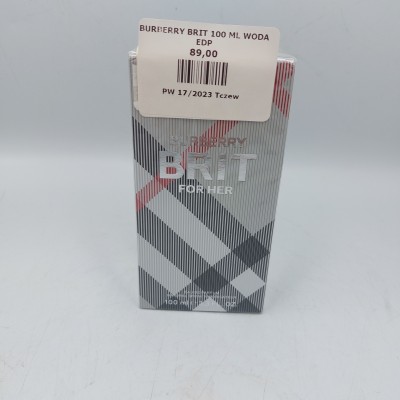 BURBERRY BRIT 100 ML WODA
EDP
89,00
PW 17/2023 Tczew
BURBERRY
BRIT
FOR HER